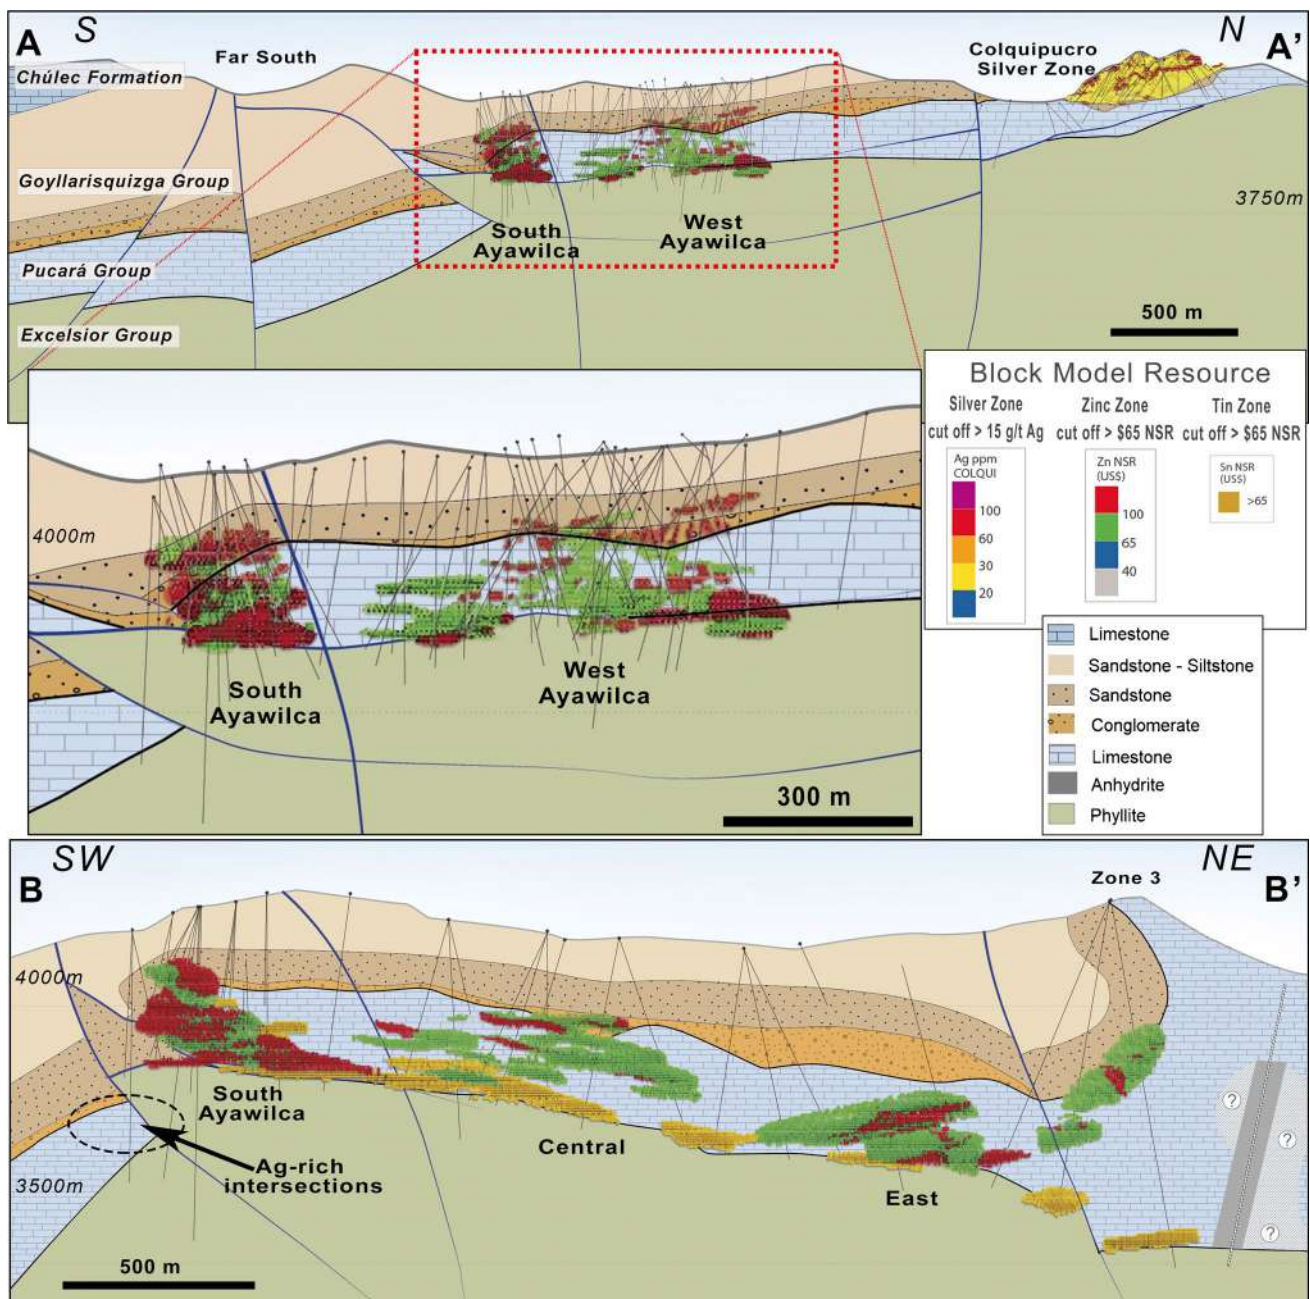 A
S
N
A'
Far South
Colquipucro
Silver Zone
Chúlec Formation
Goyllarisquizga Group
Pucará Group
Excelsior Group
South
Ayawilca
West
Ayawilca
3750m
500 m
Block Model Resource
Silver Zone
cut off > 15 g/t Ag
Zinc Zone
cut off > $65 NSR
Tin Zone
cut off > $65 NSR
Ag ppm
COLQUI
100
60
30
20
Zn NSR
(US$)
100
65
40
Sn NSR
(US$)
>65
4000m
South
Ayawilca
West
Ayawilca
300 m
Limestone
Sandstone - Siltstone
Sandstone
Conglomerate
Limestone
Anhydrite
Phyllite
B
SW
NE
B'
Zone 3
4000m
3500m
South
Ayawilca
Ag-rich
intersections
Central
East
?
?
?
500 m